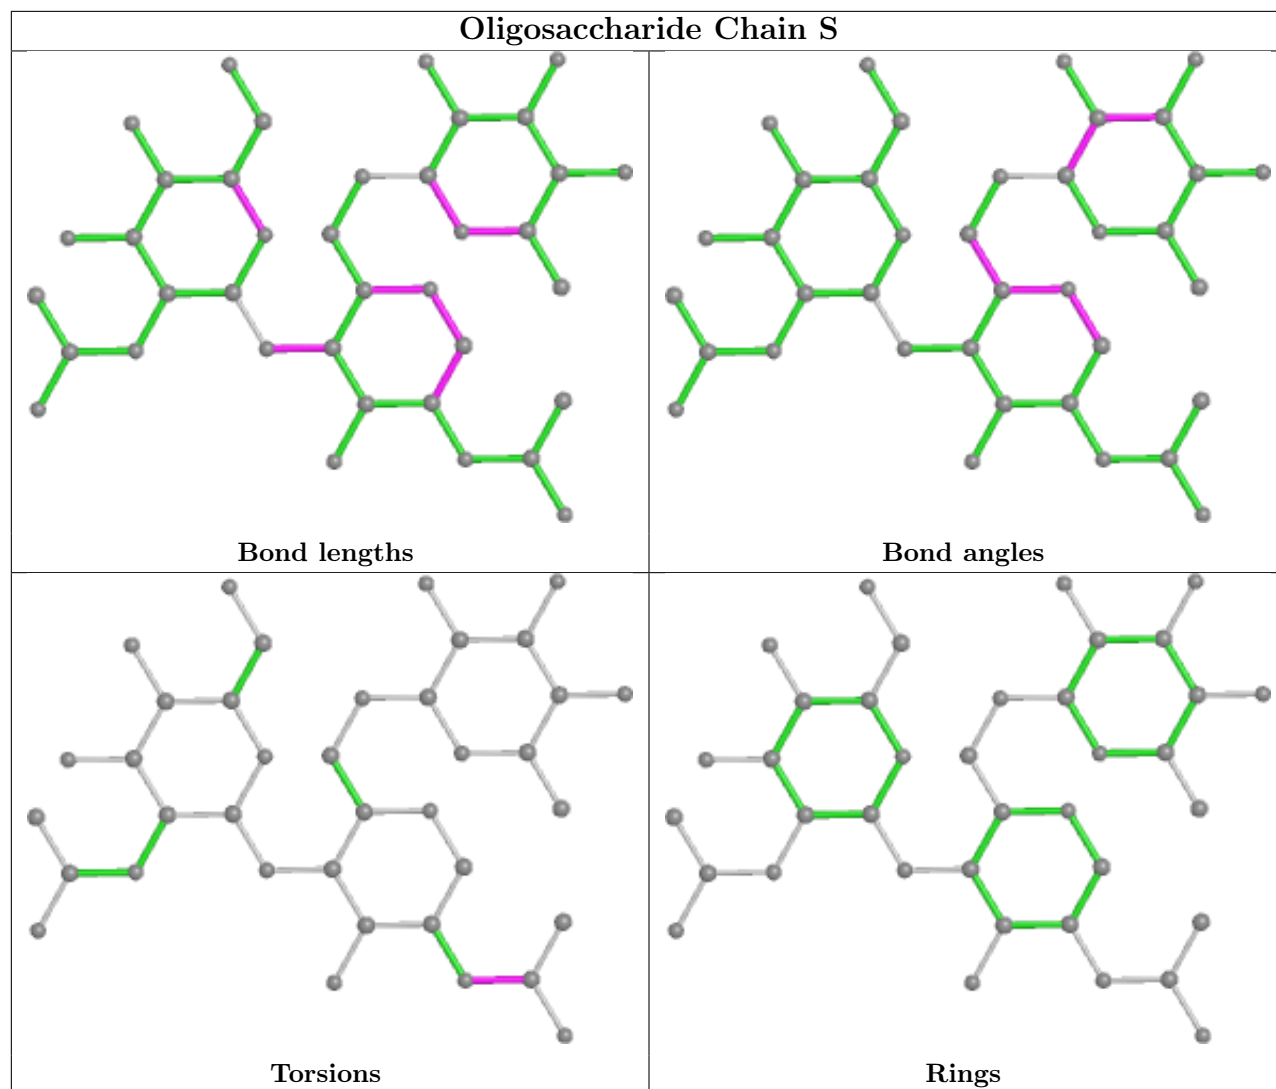 Oligosaccharide Chain S
Bond lengths
Bond angles
Torsions
Rings